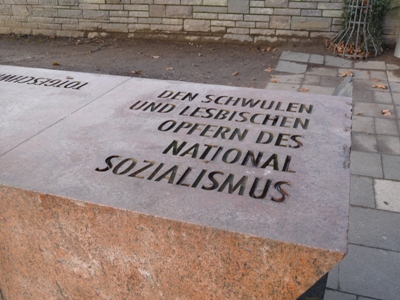 DEN SCHWULEN
UND LESBISCHEN
OPFERN DES
NATIONAL
SOZIALISMUS